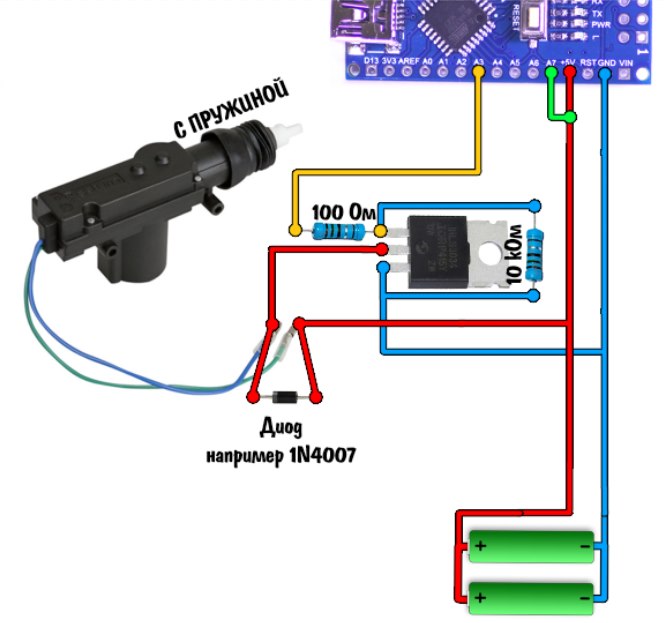 RESET
RX
TX
PWR
L
1
D13 3V3 AREF A0 A1 A2 A3 A4 A5 A6 A7 +5V RST GND VIN
С ПРУЖИНОЙ
100 Ом
10 кОм
Диод
например 1N4007
+ −
+ −